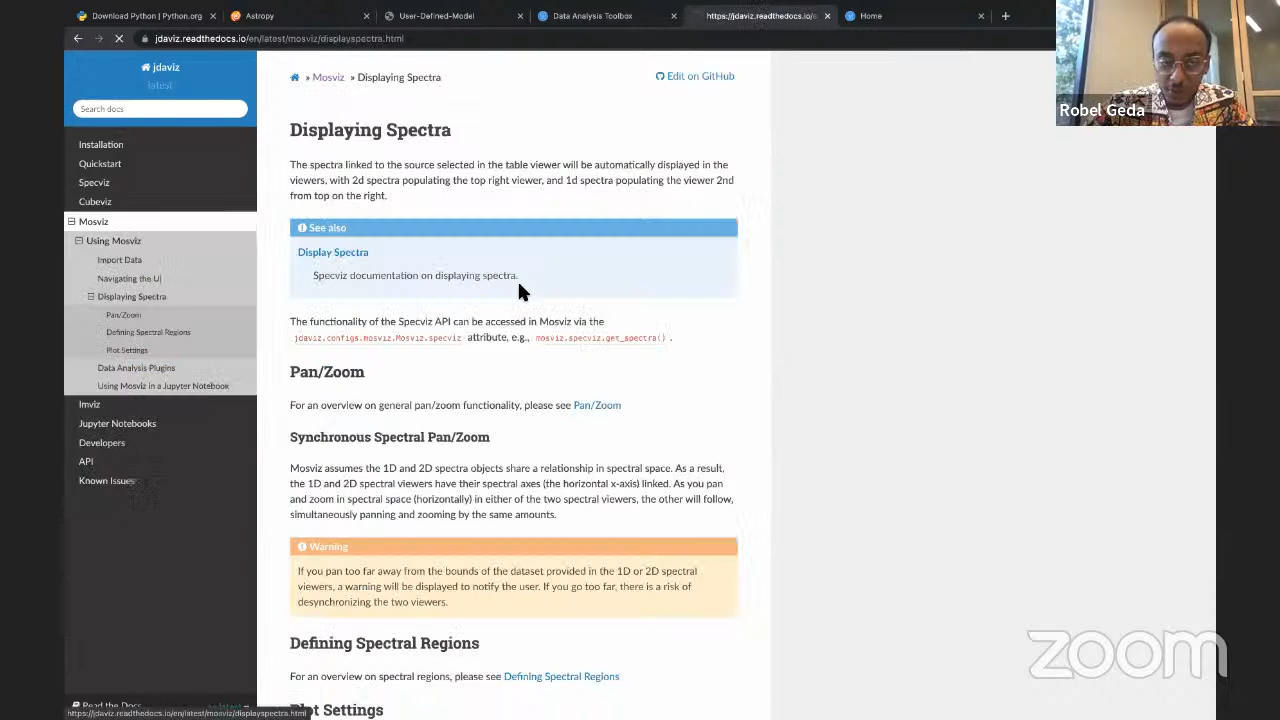 Download Python | Python.org
Astropy
User-Defined-Model
Data Analysis Toolbox
https://jdaviz.readthedocs.io/e
Home
jdaviz.readthedocs.io/en/latest/mosviz/displayspectra.html
jdaviz
latest
Search docs
Installation
Quickstart
Specviz
Cubeviz
Mosviz
Using Mosviz
Import Data
Navigating the UI
Displaying Spectra
Pan/Zoom
Defining Spectral Regions
Plot Settings
Data Analysis Plugins
Using Mosviz in a Jupyter Notebook
Imviz
Jupyter Notebooks
Developers
API
Known Issues
Read the Docs
https://jdaviz.readthedocs.io/en/latest/mosviz/displayspectra.html
» Mosviz » Displaying Spectra
Edit on GitHub
Displaying Spectra
The spectra linked to the source selected in the table viewer will be automatically displayed in the
viewers, with 2d spectra populating the top right viewer, and 1d spectra populating the viewer 2nd
from top on the right.
See also
Display Spectra
Specviz documentation on displaying spectra.
The functionality of the Specviz API can be accessed in Mosviz via the
jdaviz.configs.mosviz.Mosviz.specviz attribute, e.g., mosviz.specviz.get_spectra() .
Pan/Zoom
For an overview on general pan/zoom functionality, please see Pan/Zoom
Synchronous Spectral Pan/Zoom
Mosviz assumes the 1D and 2D spectra objects share a relationship in spectral space. As a result,
the 1D and 2D spectral viewers have their spectral axes (the horizontal x-axis) linked. As you pan
and zoom in spectral space (horizontally) in either of the two spectral viewers, the other will follow,
simultaneously panning and zooming by the same amounts.
Warning
If you pan too far away from the bounds of the dataset provided in the 1D or 2D spectral
viewers, a warning will be displayed to notify the user. If you go too far, there is a risk of
desynchronizing the two viewers.
Defining Spectral Regions
For an overview on spectral regions, please see Defining Spectral Regions
Plot Settings
Robel Geda
zoom